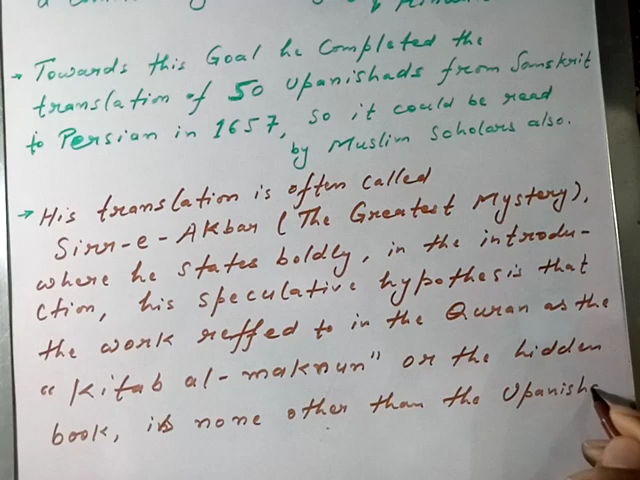 → Towards this Goal he Completed the
translation of 50 Upanishads from Samskrit
to Persian in 1657, so it could be read
by Muslim Scholars also.
→ His translation is often called
Sirr-e-Akbar (The Greatest Mystery),
where he states boldly, in the introdu-
ction, his speculative hypothesis that
the work reffed to in the Quran as the
"Kitab al-maknun" or the hidden
book, is none other than the Upanisha